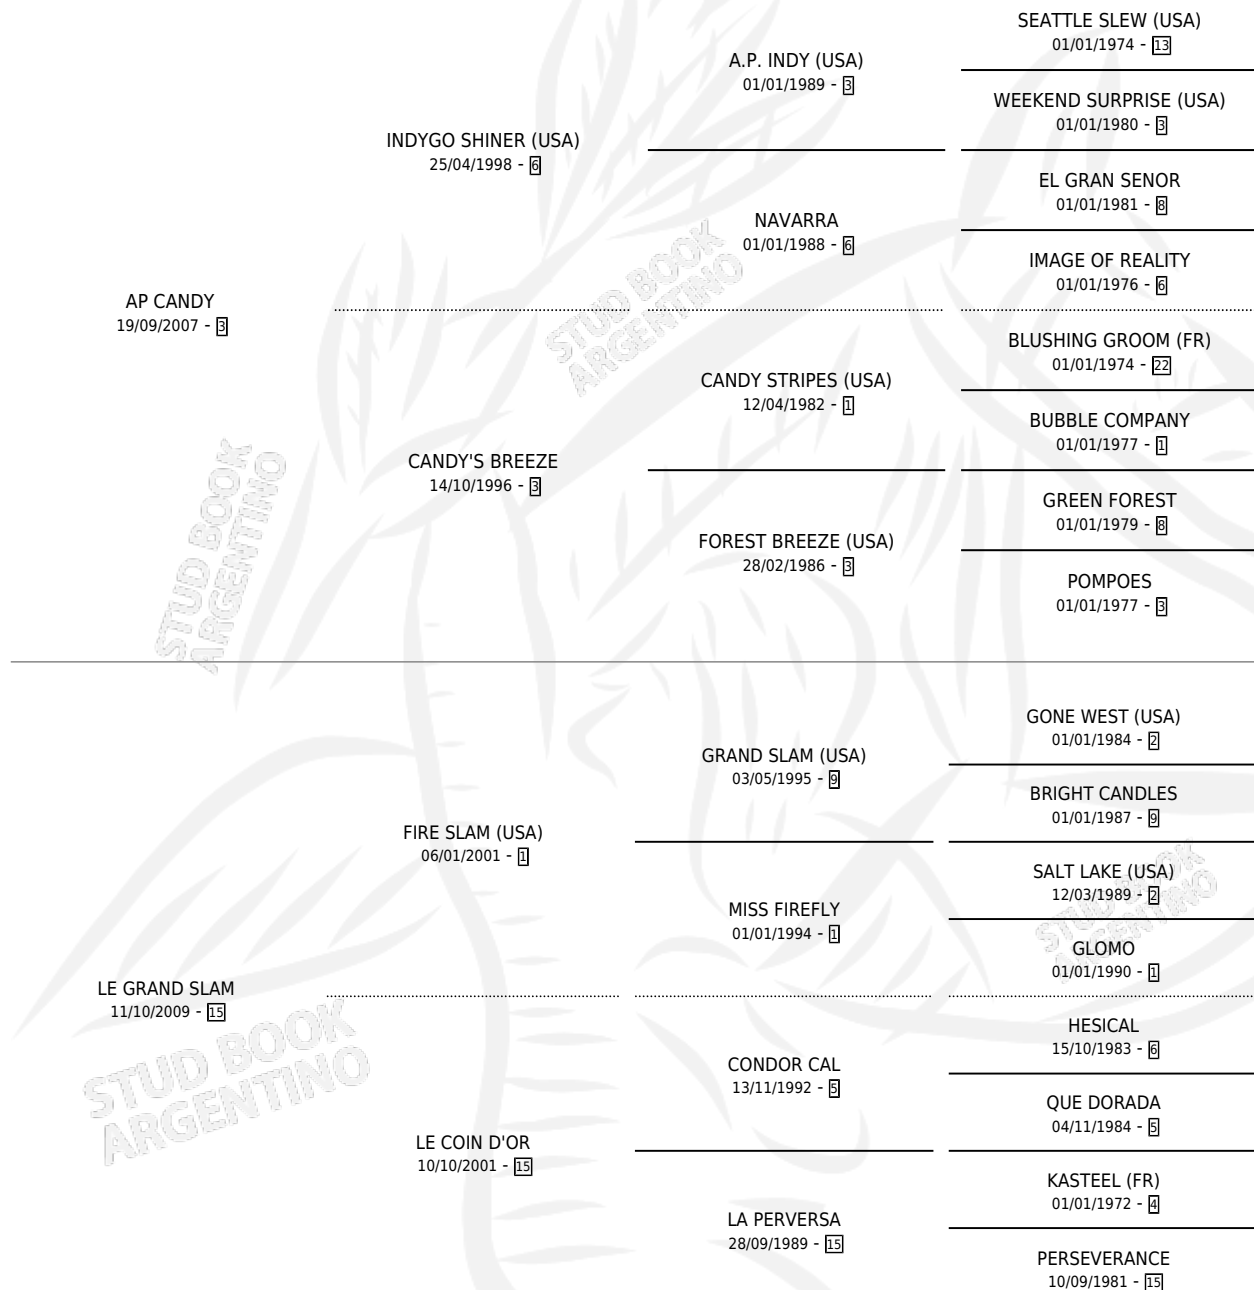 SEATTLE SLEW (USA)
01/01/1974 - 13
A.P. INDY (USA)
01/01/1989 - 3
WEEKEND SURPRISE (USA)
01/01/1980 - 3
INDYGO SHINER (USA)
25/04/1998 - 6
EL GRAN SENOR
01/01/1981 - 8
NAVARRA
01/01/1988 - 6
IMAGE OF REALITY
01/01/1976 - 6
AP CANDY
19/09/2007 - 3
BLUSHING GROOM (FR)
01/01/1974 - 22
CANDY STRIPES (USA)
12/04/1982 - 1
BUBBLE COMPANY
01/01/1977 - 1
CANDY'S BREEZE
14/10/1996 - 3
GREEN FOREST
01/01/1979 - 8
FOREST BREEZE (USA)
28/02/1986 - 3
POMPOES
01/01/1977 - 3
STUD BOOK
ARGENTINO
STUD BOOK
ARGENTINO
GONE WEST (USA)
01/01/1984 - 2
GRAND SLAM (USA)
03/05/1995 - 9
BRIGHT CANDLES
01/01/1987 - 9
FIRE SLAM (USA)
06/01/2001 - 1
SALT LAKE (USA)
12/03/1989 - 2
MISS FIREFLY
01/01/1994 - 1
GLOMO
01/01/1990 - 1
LE GRAND SLAM
11/10/2009 - 15
HESICAL
15/10/1983 - 6
CONDOR CAL
13/11/1992 - 5
QUE DORADA
04/11/1984 - 5
LE COIN D'OR
10/10/2001 - 15
KASTEEL (FR)
01/01/1972 - 4
LA PERVERSA
28/09/1989 - 15
PERSEVERANCE
10/09/1981 - 15
STUD BOOK
ARGENTINO
STUD BOOK
ARGENTINO